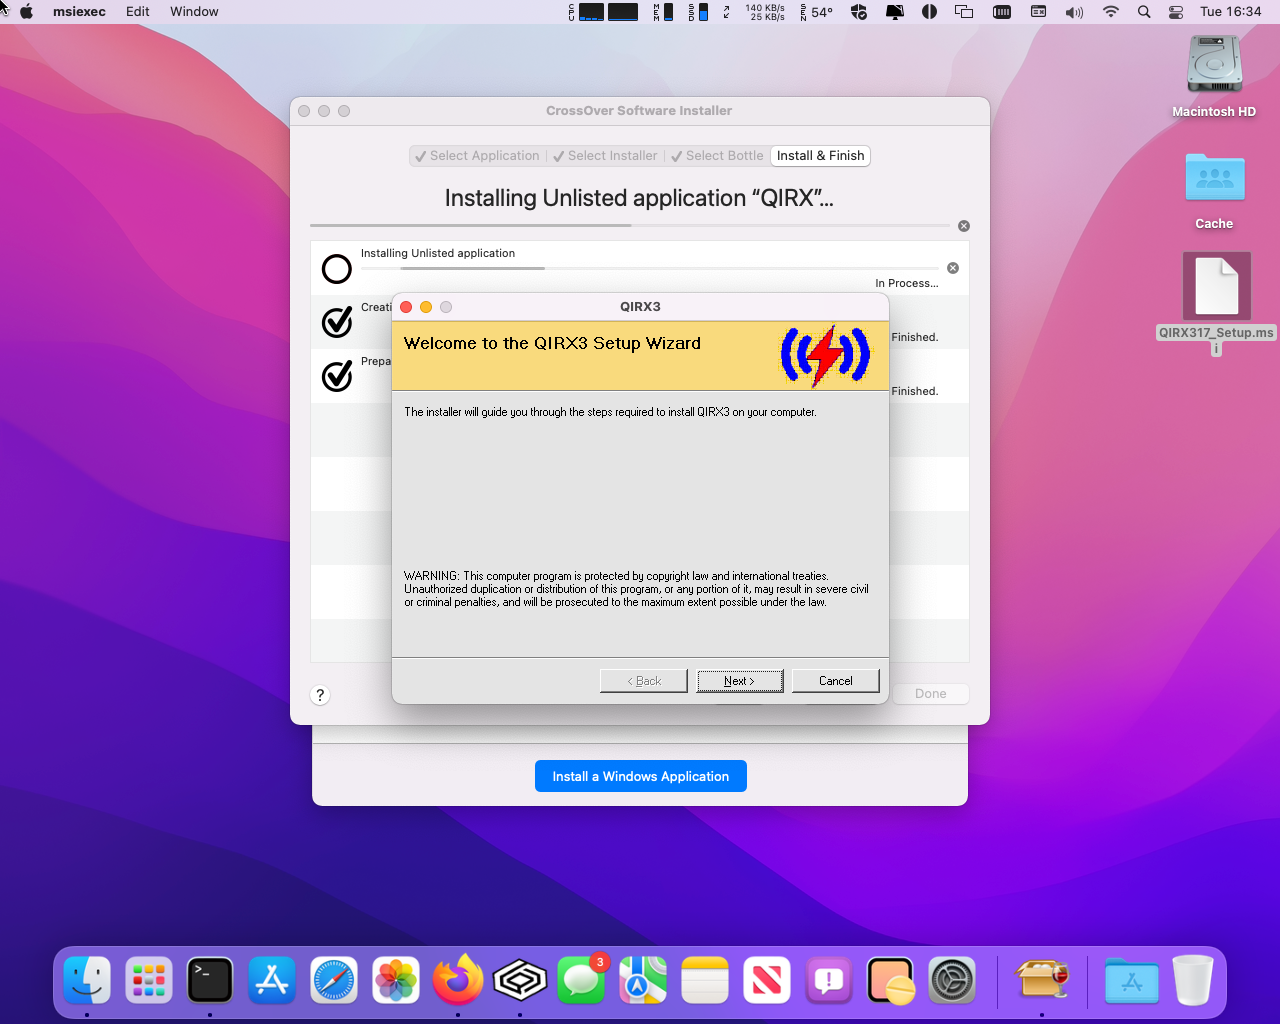 msiexec Edit Window
CPU MEM SSD 140 KB/s 25 KB/s SEN 54° Tue 16:34
Macintosh HD
Cache
QIRX317_Setup.ms
i
CrossOver Software Installer
Select Application Select Installer Select Bottle Install & Finish
Installing Unlisted application “QIRX”...
Installing Unlisted application
In Process...
Creati
Finished.
Prepa
Finished.
QIRX3
Welcome to the QIRX3 Setup Wizard
The installer will guide you through the steps required to install QIRX3 on your computer.
WARNING: This computer program is protected by copyright law and international treaties.
Unauthorized duplication or distribution of this program, or any portion of it, may result in severe civil
or criminal penalties, and will be prosecuted to the maximum extent possible under the law.
< Back Next > Cancel
? Done
Install a Windows Application
>_
3